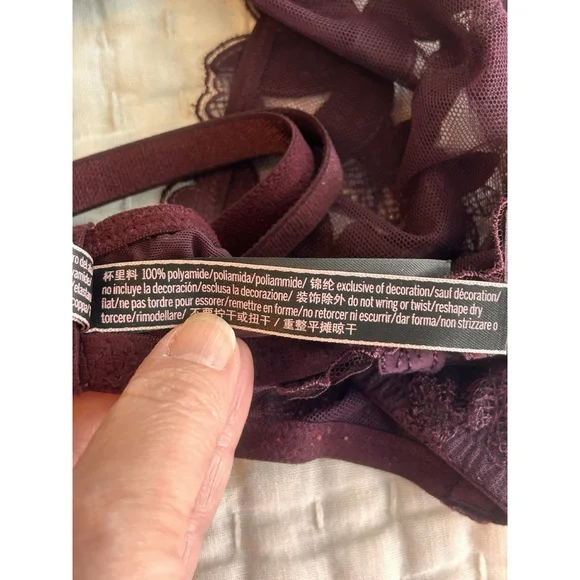 杯里料 100% polyamide/poliamida/poliammide/ 锦纶 exclusive of decoration/sauf décoration/
no incluye la decoración/esclusa la decorazione/ 装饰除外 do not wring or twist/reshape dry
flat/ne pas tordre pour essorer/remettre en forme/no retorcer ni escurrir/dar forma/non strizzare o
torcere/rimodellare/ 不要拧干或扭干 / 重整平摊晾干